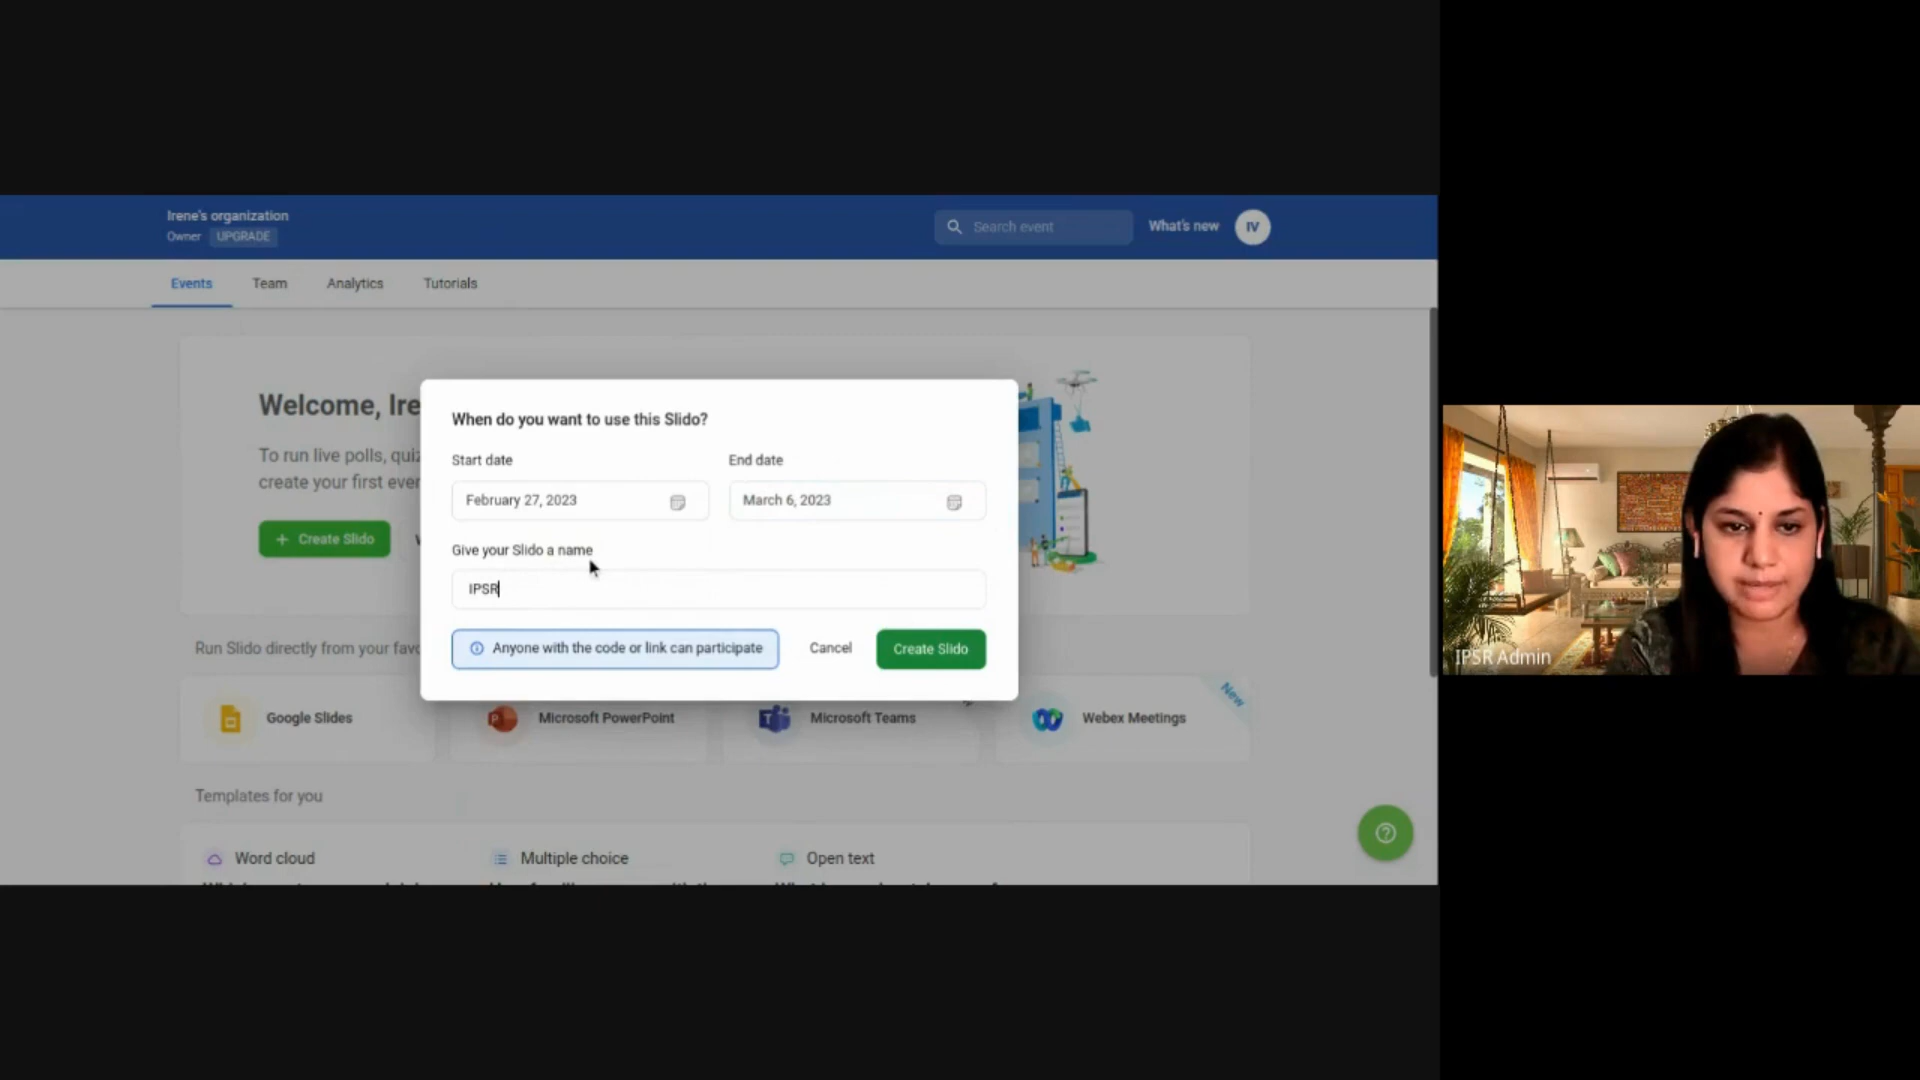 Irene's organization
Owner UPGRADE
Search event
What's new
IV
Events Team Analytics Tutorials
Welcome, Ire
To run live polls, quiz
create your first ever
+ Create Slido
When do you want to use this Slido?
Start date
End date
February 27, 2023
March 6, 2023
Give your Slido a name
IPSR
Anyone with the code or link can participate
Cancel
Create Slido
Run Slido directly from your favo
Google Slides
Microsoft PowerPoint
Microsoft Teams
Webex Meetings
New
Templates for you
Word cloud
Multiple choice
Open text
IPSR Admin